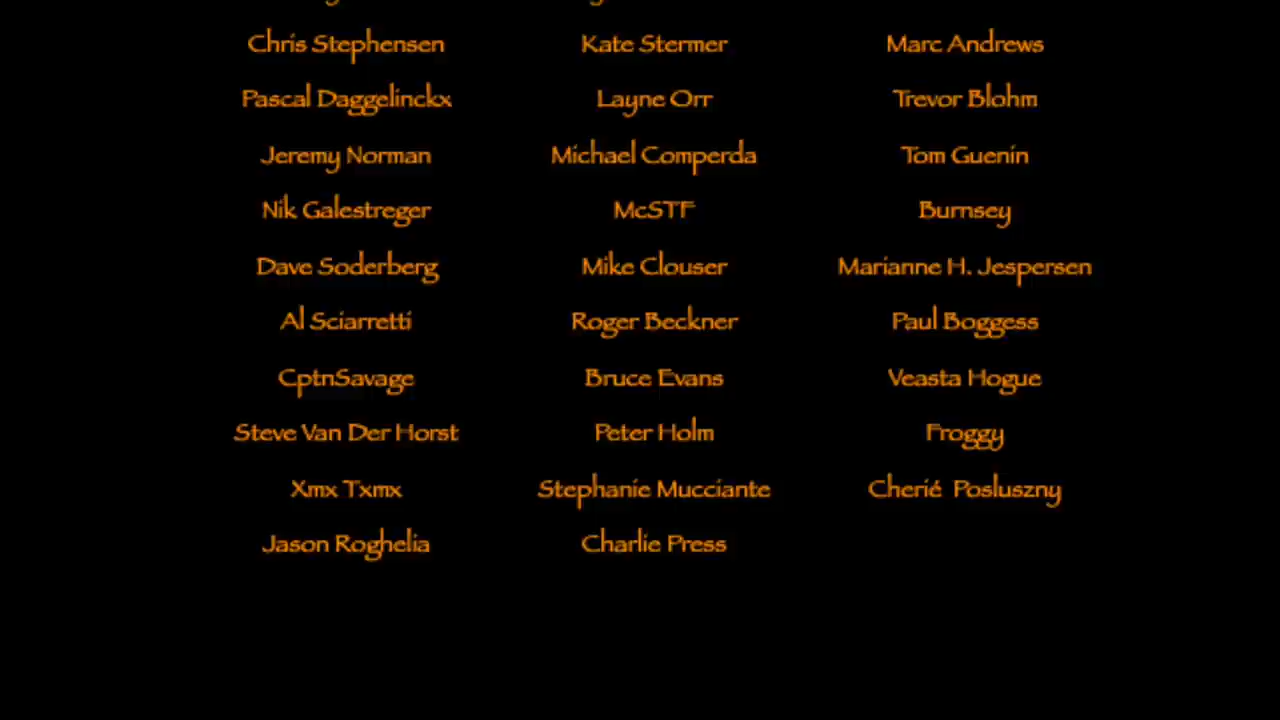 Chris Stephensen Kate Stermer Marc Andrews
Pascal Daggelinckx Layne Orr Trevor Blohm
Jeremy Norman Michael Comperda Tom Guenin
Nik Galestreger McSTF Burnsey
Dave Soderberg Mike Clouser Marianne H. Jespersen
Al Sciarretti Roger Beckner Paul Boggess
CptnSavage Bruce Evans Veasta Hogue
Steve Van Der Horst Peter Holm Froggy
Xmx Txmx Stephanie Mucciante Cherié Posluszny
Jason Roghelia Charlie Press